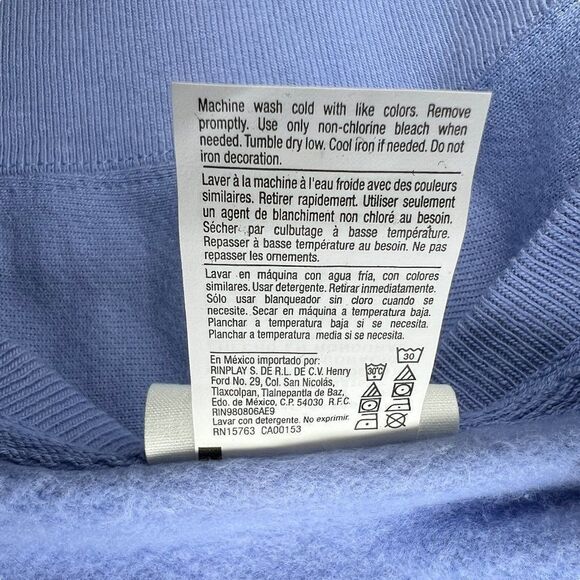 Machine wash cold with like colors. Remove
promptly. Use only non-chlorine bleach when
needed. Tumble dry low. Cool iron if needed. Do not
iron decoration.
Laver à la machine à l'eau froide avec des couleurs
similaires. Retirer rapidement. Utiliser seulement
un agent de blanchiment non chloré au besoin.
Sécher par culbutage à basse température.
Repasser à basse température au besoin. Ne pas
repasser les ornements.
Lavar en máquina con agua fría, con colores
similares. Usar detergente. Retirar inmediatamente.
Sólo usar blanqueador sin cloro cuando se
necesite. Secar en máquina a temperatura baja.
Planchar a temperatura baja si se necesita.
Planchar a temperatura media si se necesite.
En México importado por:
RINPLAY S. DE R.L. DE C.V. Henry
Ford No. 29, Col. San Nicolás,
Tlaxcolpan, Tlalnepantla de Baz,
Edo. de México, C.P. 54030 R.F.C.
RIN980806AE9
Lavar con detergente. No exprimir.
RN15763 CA00153
30
30°C